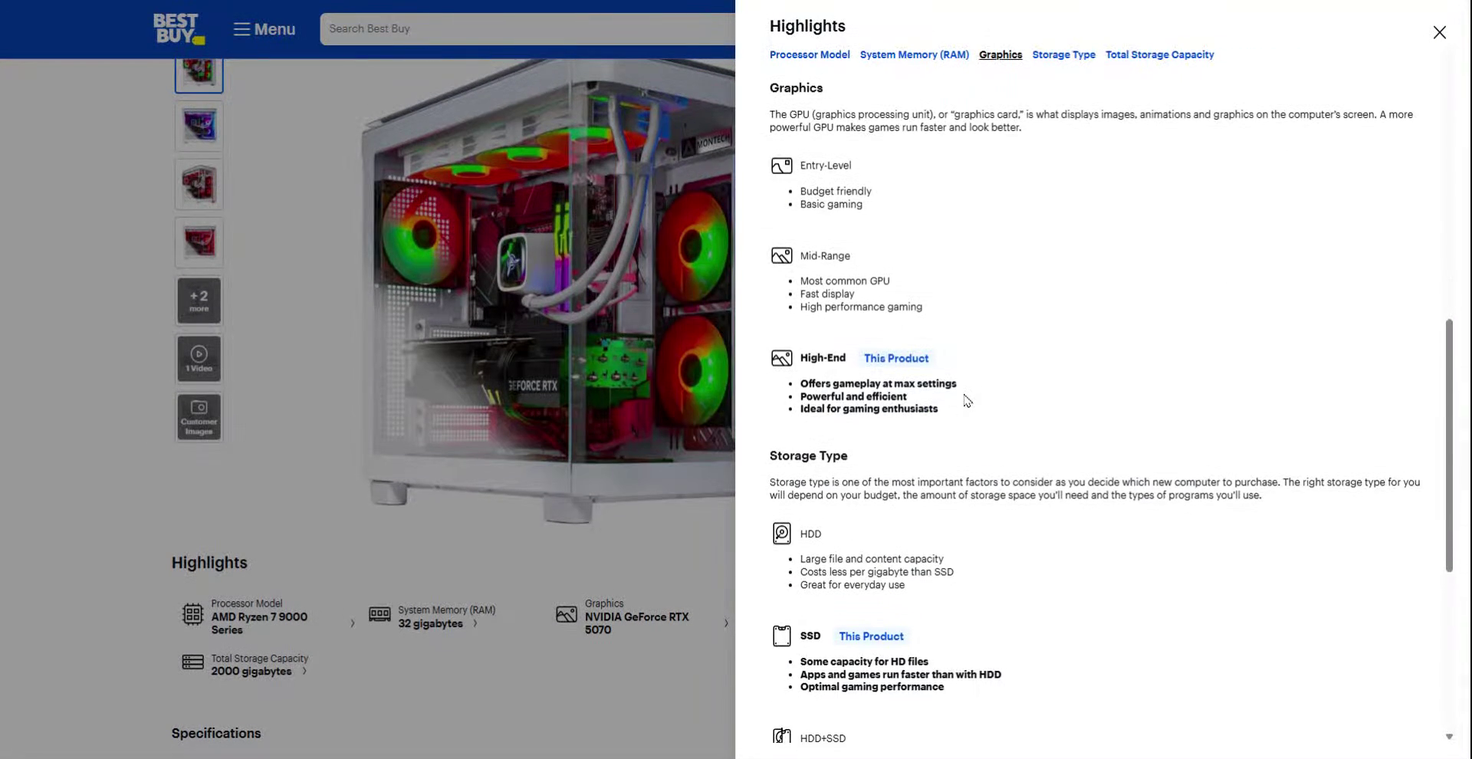 BEST
BUY
Menu
Search Best Buy
+2
more
1 Video
Customer
Images
MONTECH
GEFORCE RTX
Highlights
Processor Model
AMD Ryzen 7 9000
Series
System Memory (RAM)
32 gigabytes
Graphics
NVIDIA GeForce RTX
5070
Total Storage Capacity
2000 gigabytes
Specifications
Highlights
Processor Model System Memory (RAM) Graphics Storage Type Total Storage Capacity
Graphics
The GPU (graphics processing unit), or “graphics card,” is what displays images, animations and graphics on the computer's screen. A more
powerful GPU makes games run faster and look better.
Entry-Level
• Budget friendly
• Basic gaming
Mid-Range
• Most common GPU
• Fast display
• High performance gaming
High-End This Product
• Offers gameplay at max settings
• Powerful and efficient
• Ideal for gaming enthusiasts
Storage Type
Storage type is one of the most important factors to consider as you decide which new computer to purchase. The right storage type for you
will depend on your budget, the amount of storage space you'll need and the types of programs you'll use.
HDD
• Large file and content capacity
• Costs less per gigabyte than SSD
• Great for everyday use
SSD This Product
• Some capacity for HD files
• Apps and games run faster than with HDD
• Optimal gaming performance
HDD+SSD